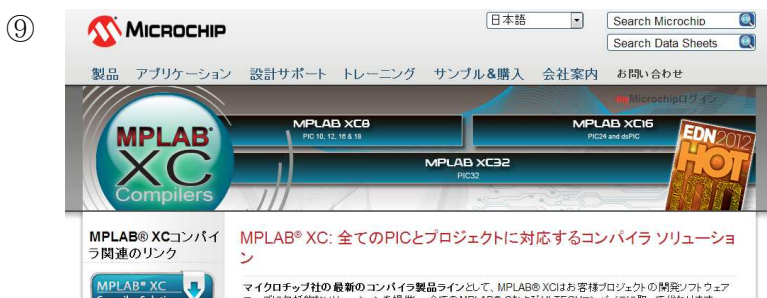 ⑨
MICROCHIP
日本語
Search Microchip
Search Data Sheets
製品 アプリケーション 設計サポート トレーニング サンプル&購入 会社案内 お問い合わせ
myMicrochipログイン
MPLAB®
XC
Compilers
MPLAB XC8
PIC 10, 12, 16 & 18
MPLAB XC16
PIC24 and dsPIC
MPLAB XC32
PIC32
EDN2012
HOT
MPLAB® XCコンパイ
ラ関連のリンク
MPLAB® XC
MPLAB® XC: 全てのPICとプロジェクトに対応するコンパイラ ソリューショ
ン
マイクロチップ社の最新のコンパイラ製品ラインとして、MPLAB® XCはお客様プロジェクトの開発ソフトウェア